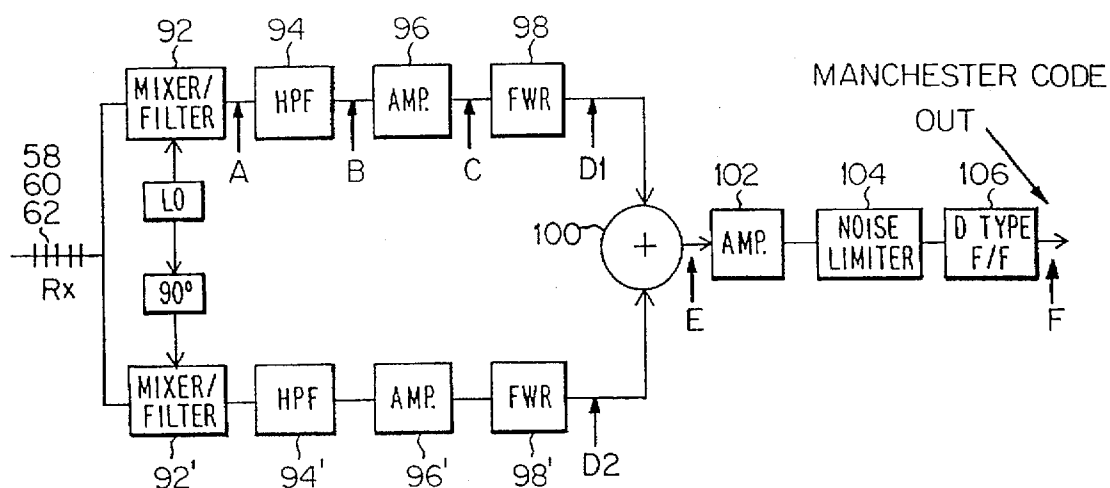 92
94
96
98
MIXER/
FILTER
HPF
AMP.
FWR
MANCHESTER CODE
OUT
58
60
62
Rx
A
B
C
D1
LO
90°
100
+
E
102
AMP.
104
NOISE
LIMITER
106
D TYPE
F/F
F
MIXER/
FILTER
HPF
AMP.
FWR
D2
92'
94'
96'
98'